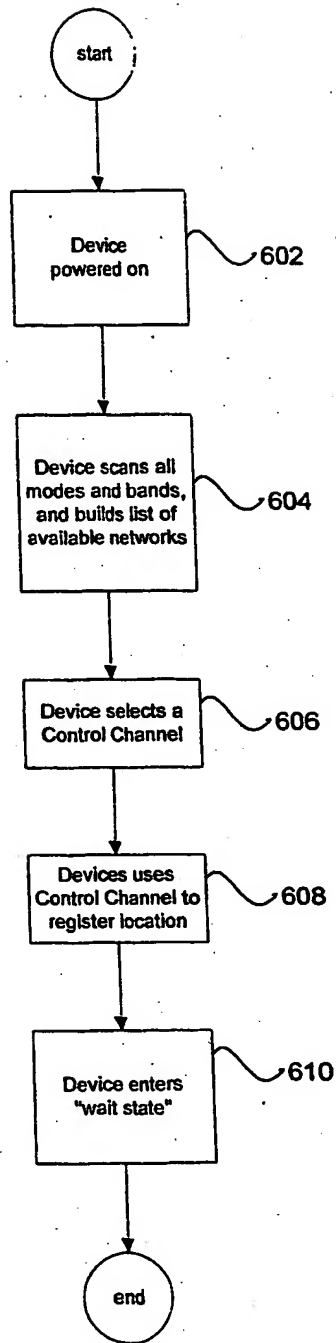 start
Device
powered on
602
Device scans all
modes and bands,
and builds list of
available networks
604
Device selects a
Control Channel
606
Devices uses
Control Channel to
register location
608
Device enters
"wait state"
610
end